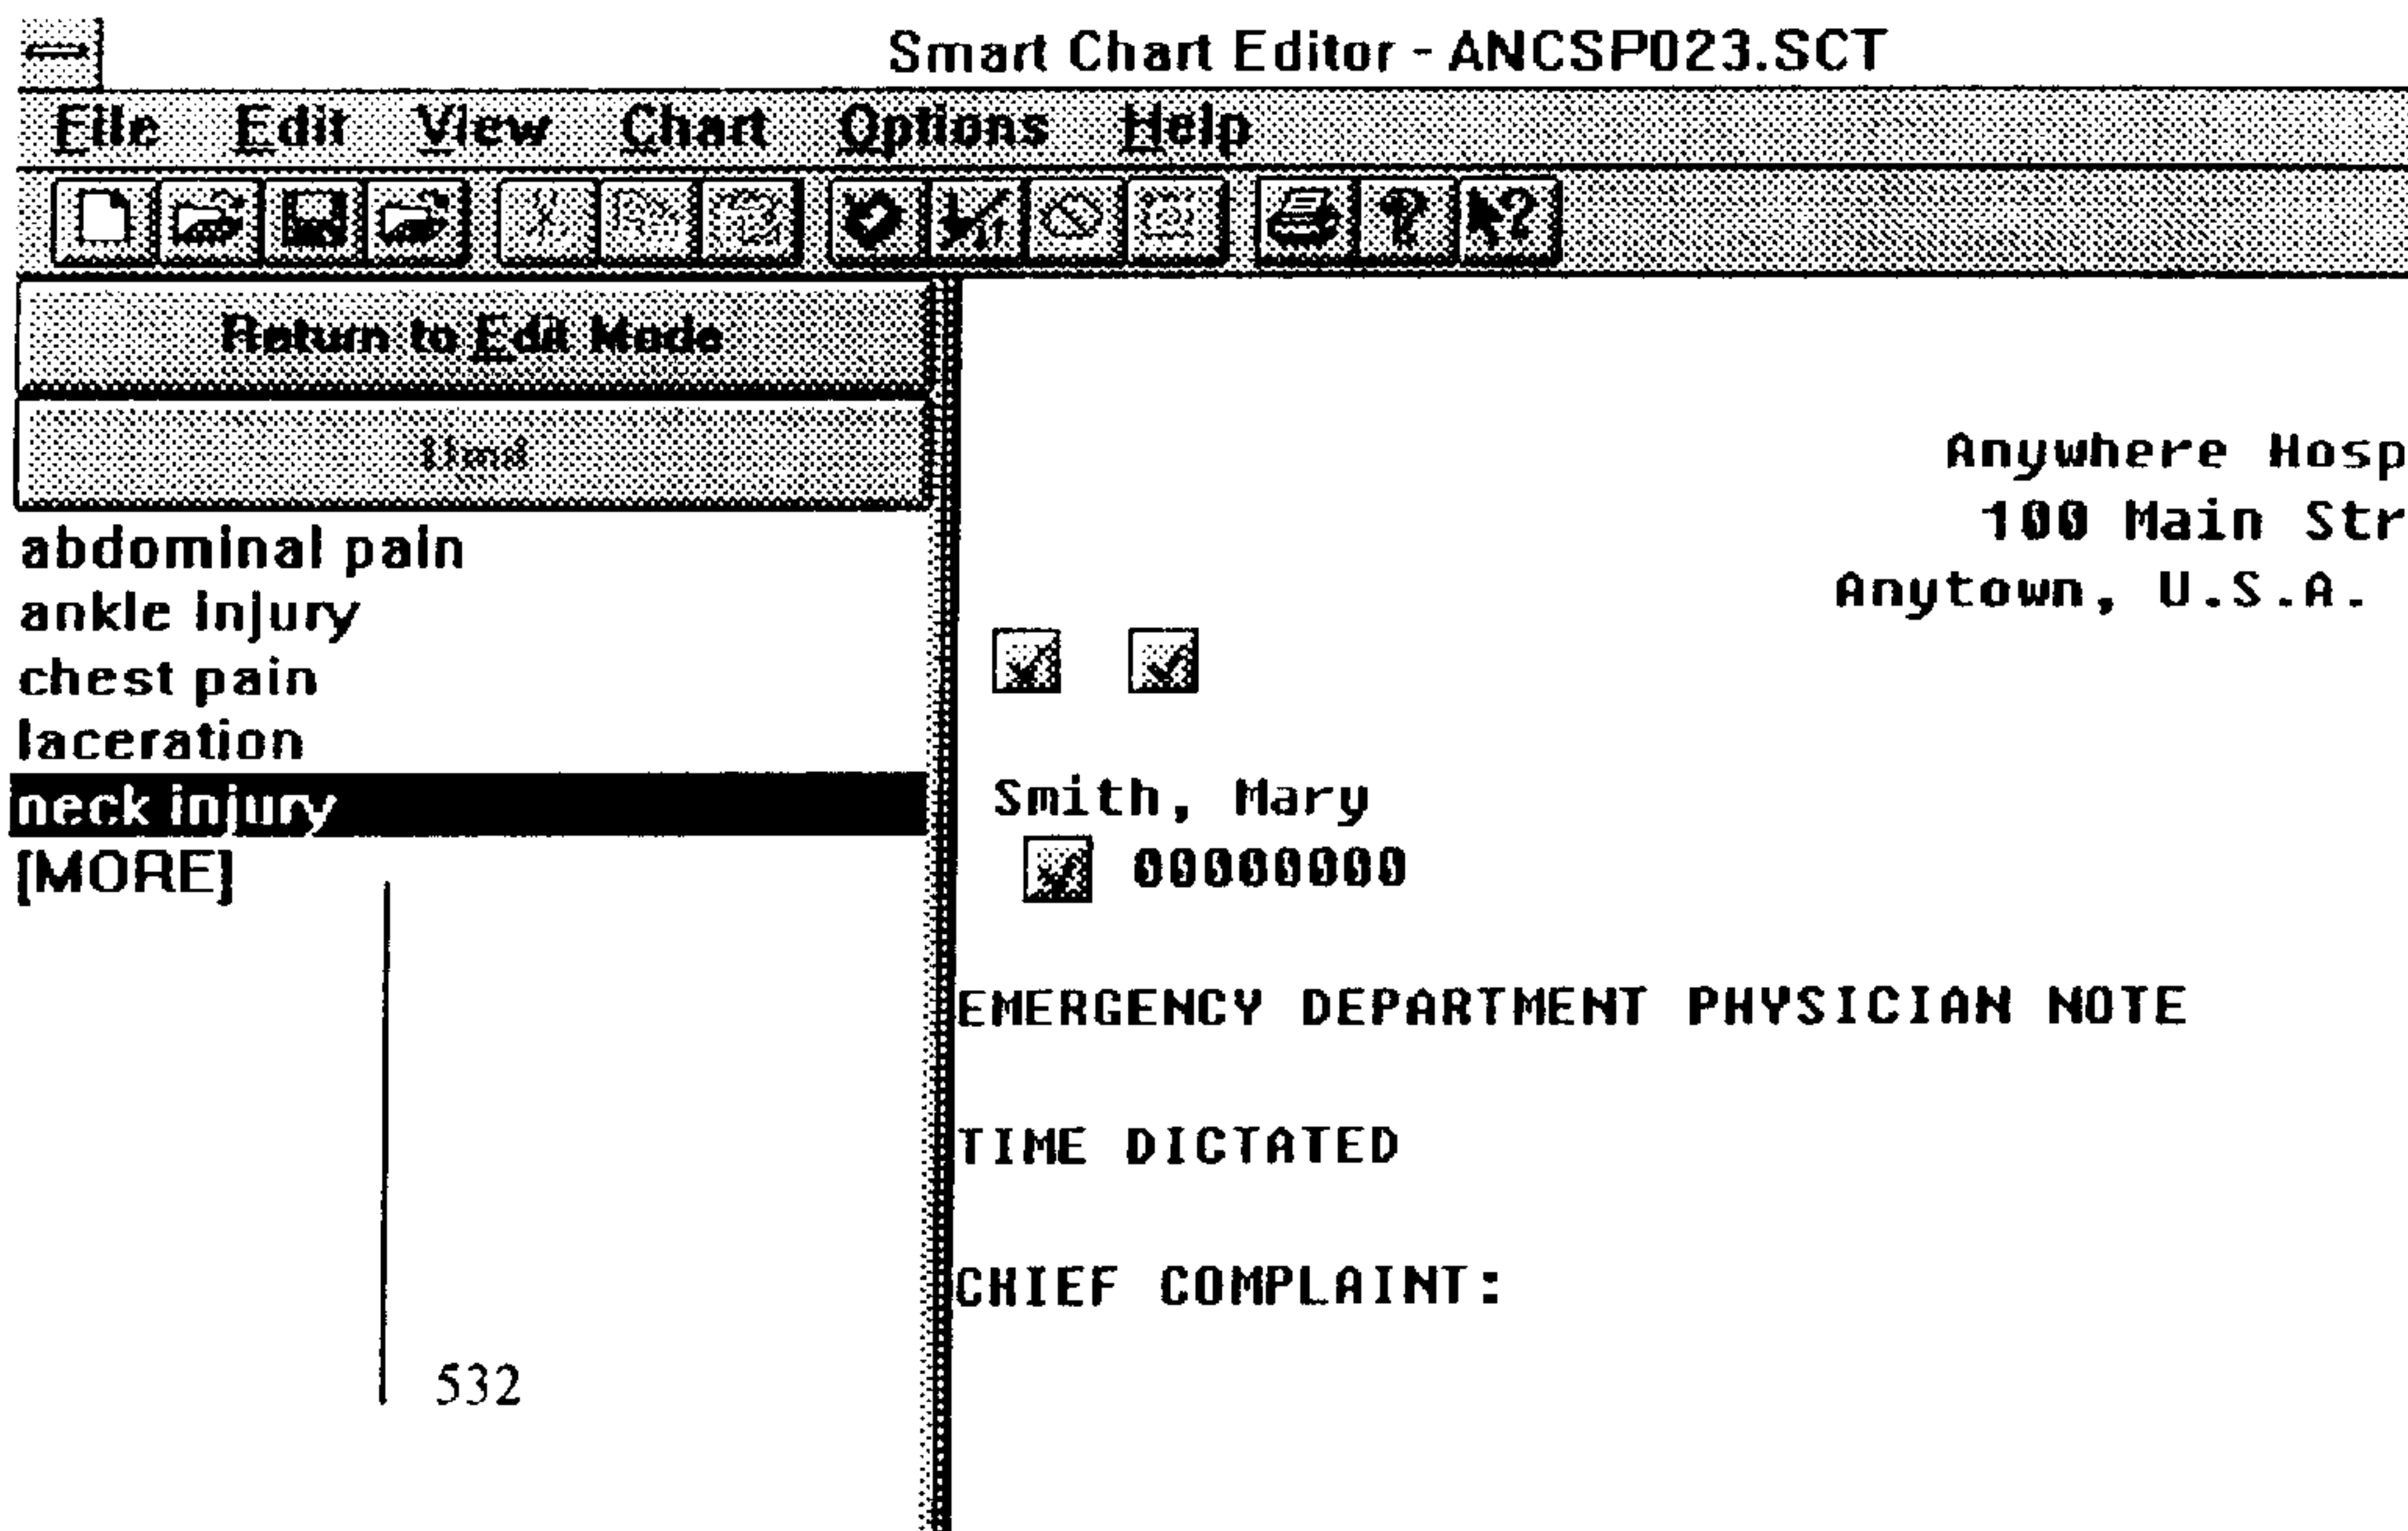 Smart Chart Editor - ANCSP023.SCT
File Edit View Chart Options Help
Return to Edit Mode
abdominal pain
ankle injury
chest pain
laceration
neck injury
[MORE]
532
Anywhere Hosp
100 Main Str
Anytown, U.S.A.
Smith, Mary
00000000
EMERGENCY DEPARTMENT PHYSICIAN NOTE
TIME DICTATED
CHIEF COMPLAINT: